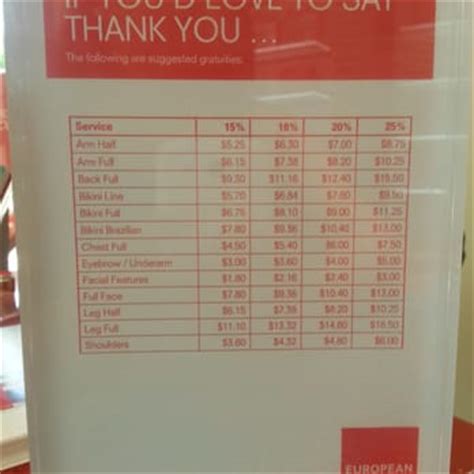 IF YOU'D LOVE TO SAY
THANK YOU ...
The following are suggested gratuities:
Service 15% 18% 20% 25%
Arm Half $5.25 $6.30 $7.00 $8.75
Arm Full $6.15 $7.38 $8.20 $10.25
Back Full $9.30 $11.16 $12.40 $15.50
Bikini Line $5.70 $6.84 $7.60 $9.50
Bikini Full $6.75 $8.10 $9.00 $11.25
Bikini Brazilian $7.80 $9.36 $10.40 $13.00
Chest Full $4.50 $5.40 $6.00 $7.50
Eyebrow / Underarm $3.00 $3.60 $4.00 $5.00
Facial Features $1.80 $2.16 $2.40 $3.00
Full Face $7.80 $9.36 $10.40 $13.00
Leg Half $6.15 $7.38 $8.20 $10.25
Leg Full $11.10 $13.32 $14.80 $18.50
Shoulders $3.60 $4.32 $4.80 $6.00
EUROPEAN